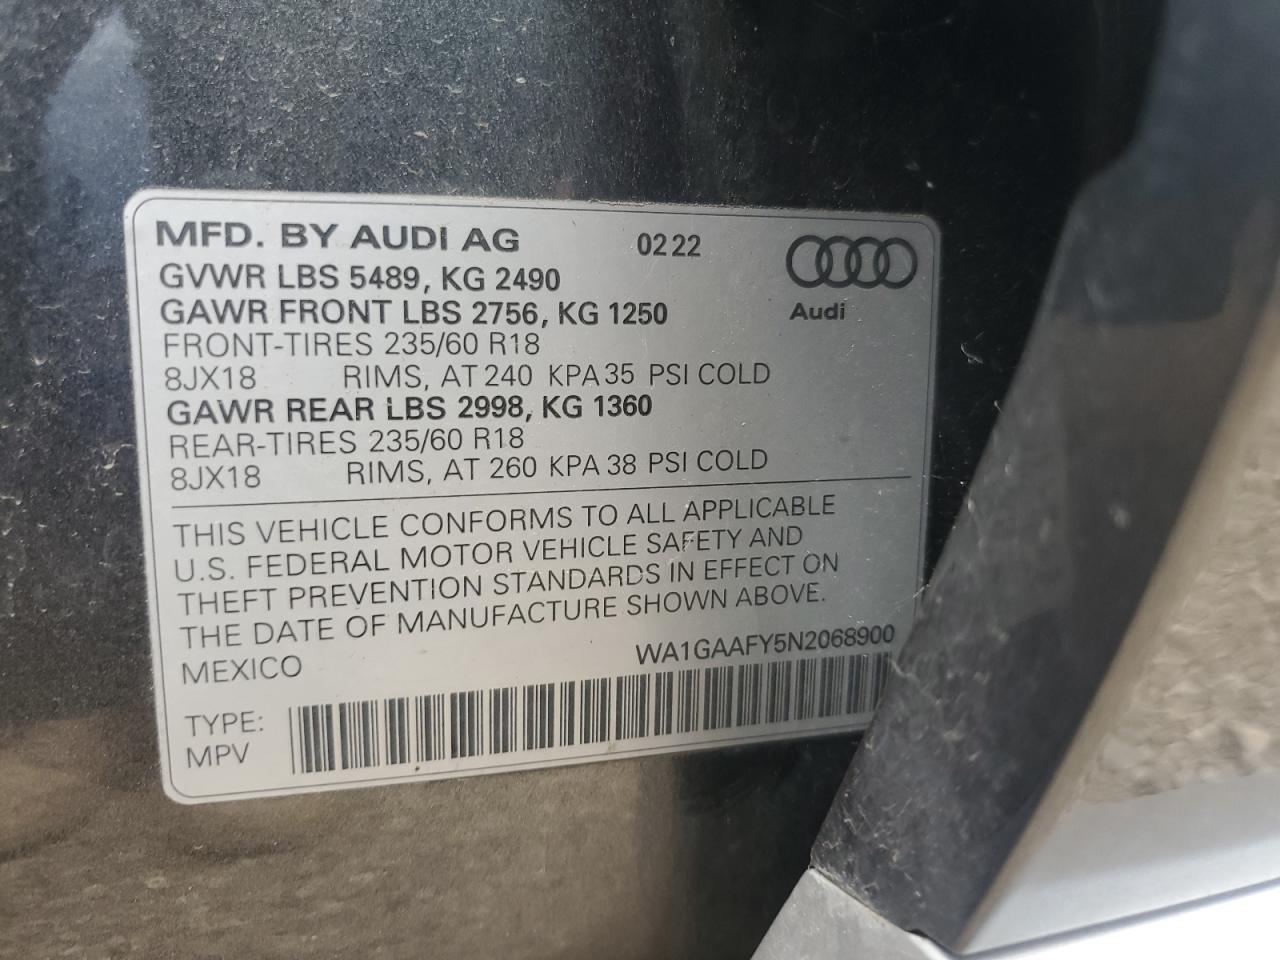 MFD. BY AUDI AG 02 22
GVWR LBS 5489, KG 2490
GAWR FRONT LBS 2756, KG 1250 Audi
FRONT-TIRES 235/60 R18
8JX18 RIMS, AT 240 KPA 35 PSI COLD
GAWR REAR LBS 2998, KG 1360
REAR-TIRES 235/60 R18
8JX18 RIMS, AT 260 KPA 38 PSI COLD
THIS VEHICLE CONFORMS TO ALL APPLICABLE
U.S. FEDERAL MOTOR VEHICLE SAFETY AND
THEFT PREVENTION STANDARDS IN EFFECT ON
THE DATE OF MANUFACTURE SHOWN ABOVE.
MEXICO WA1GAAFY5N2068900
TYPE:
MPV